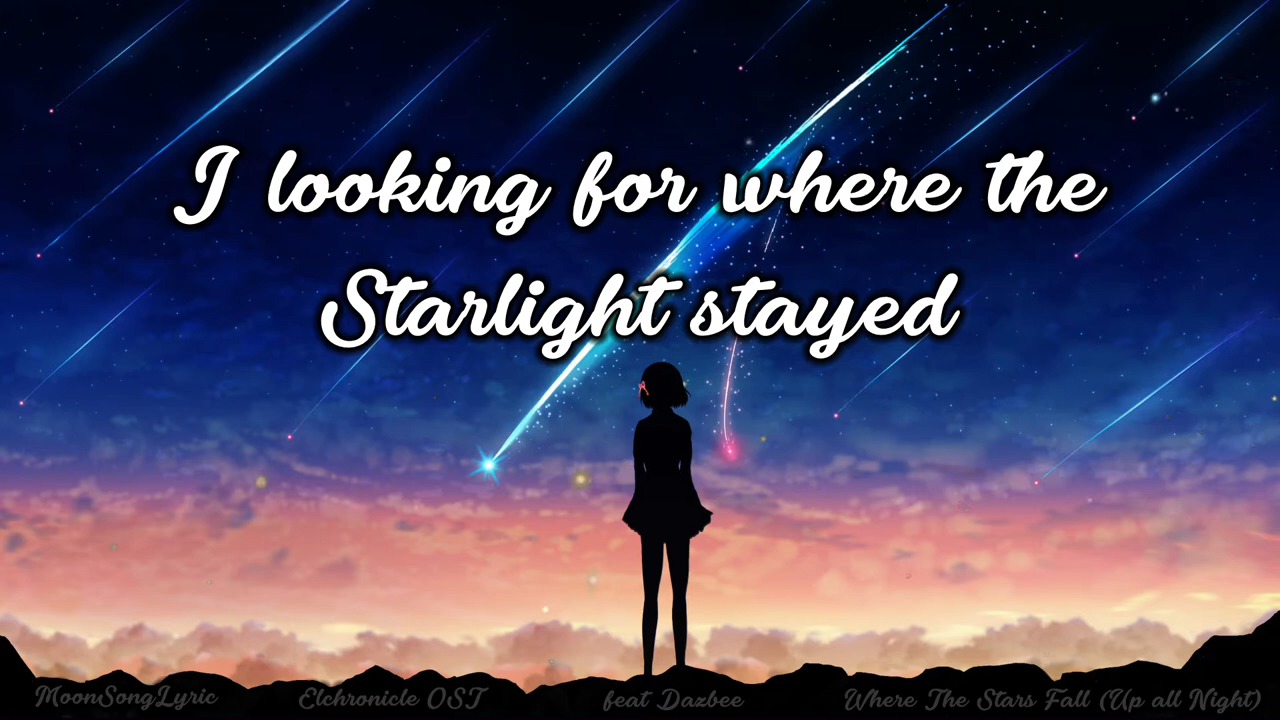 I looking for where the
Starlight stayed
MoonSongLyric Elchronicle OST feat Dazbee Where The Stars Fall (Up all Night)